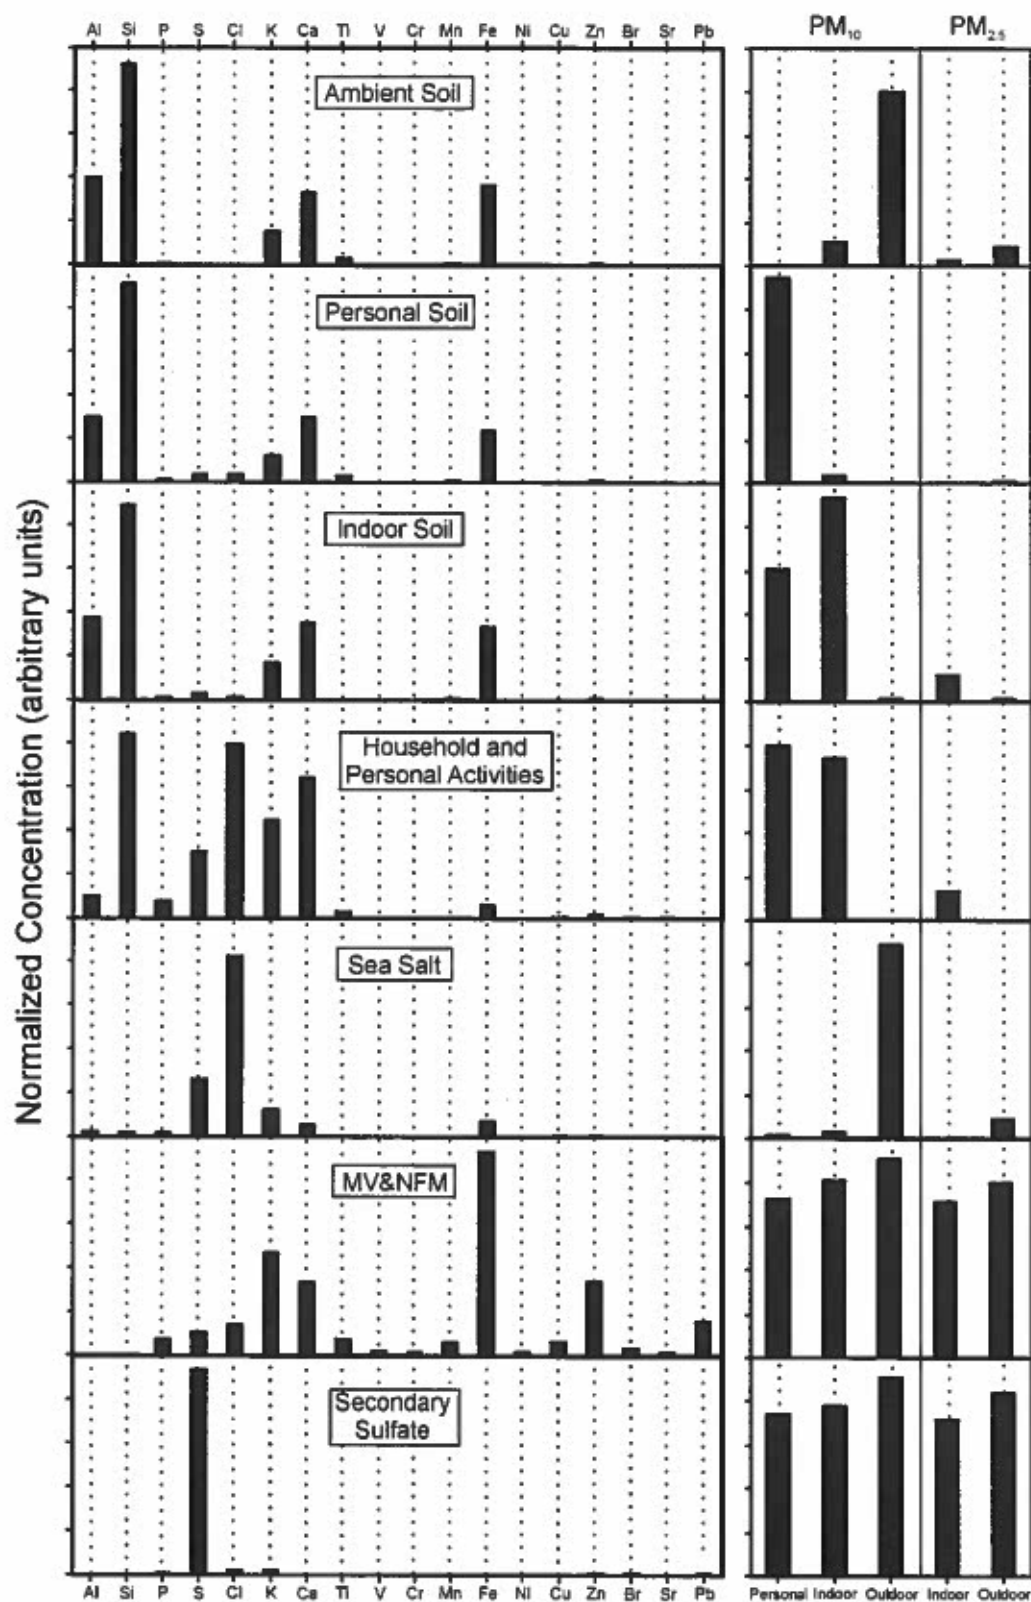 Al Si P S Cl K Ca Ti V Cr Mn Fe Ni Cu Zn Br Sr Pb
PM10 PM2.5
Ambient Soil
Personal Soil
Indoor Soil
Household and
Personal Activities
Sea Salt
MV&NFM
Secondary
Sulfate
Normalized Concentration (arbitrary units)
Al Si P S Cl K Ca Ti V Cr Mn Fe Ni Cu Zn Br Sr Pb
Personal Indoor Outdoor Indoor Outdoor